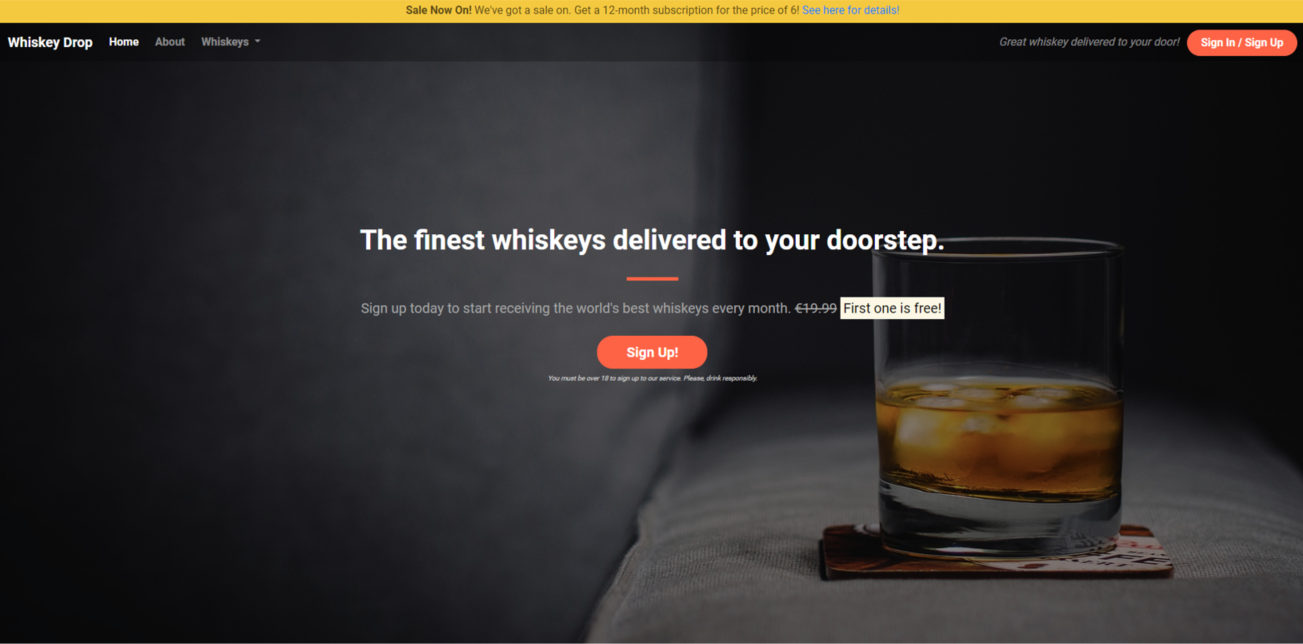 Sale Now On! We've got a sale on. Get a 12-month subscription for the price of 6! See here for details!
Whiskey Drop Home About Whiskeys Great whiskey delivered to your door! Sign In / Sign Up
The finest whiskeys delivered to your doorstep.
Sign up today to start receiving the world's best whiskeys every month. €19.99 First one is free!
Sign Up!
You must be over 18 to sign up to our service. Please, drink responsibly.